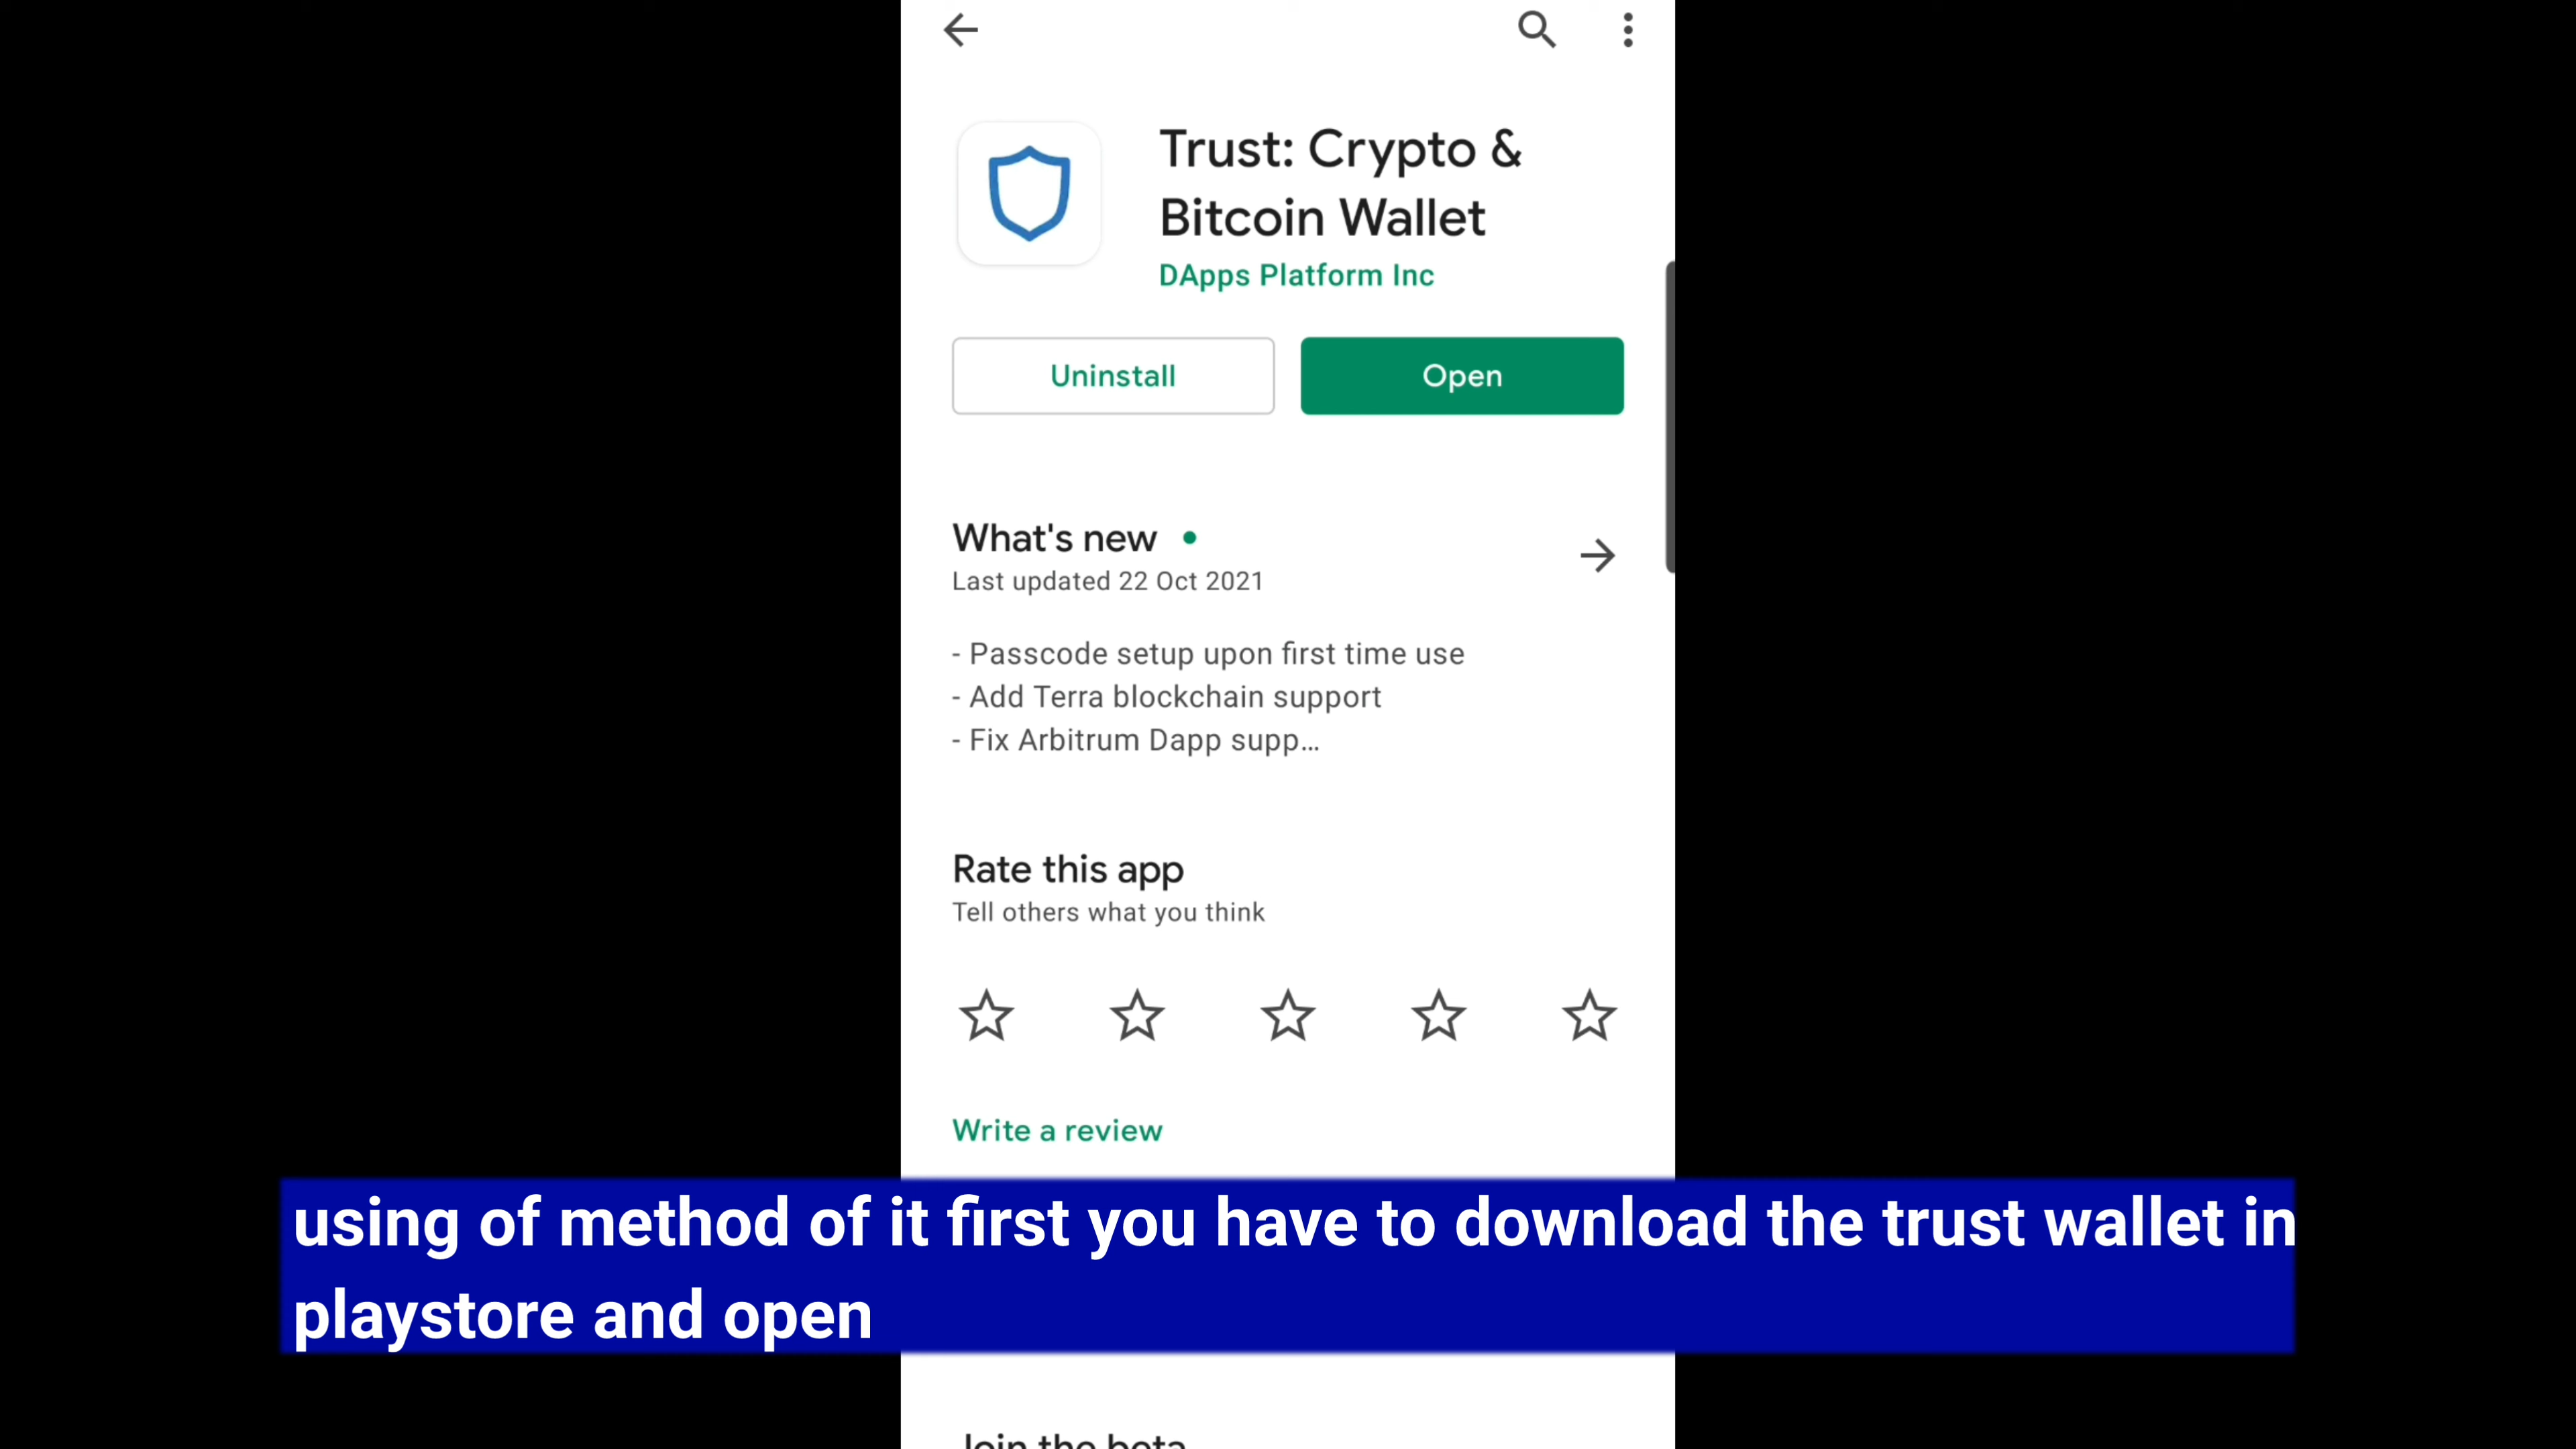 Trust: Crypto &
Bitcoin Wallet
DApps Platform Inc
Uninstall
Open
What's new
Last updated 22 Oct 2021
- Passcode setup upon first time use
- Add Terra blockchain support
- Fix Arbitrum Dapp supp...
Rate this app
Tell others what you think
Write a review
using of method of it first you have to download the trust wallet in
playstore and open
Join the beta